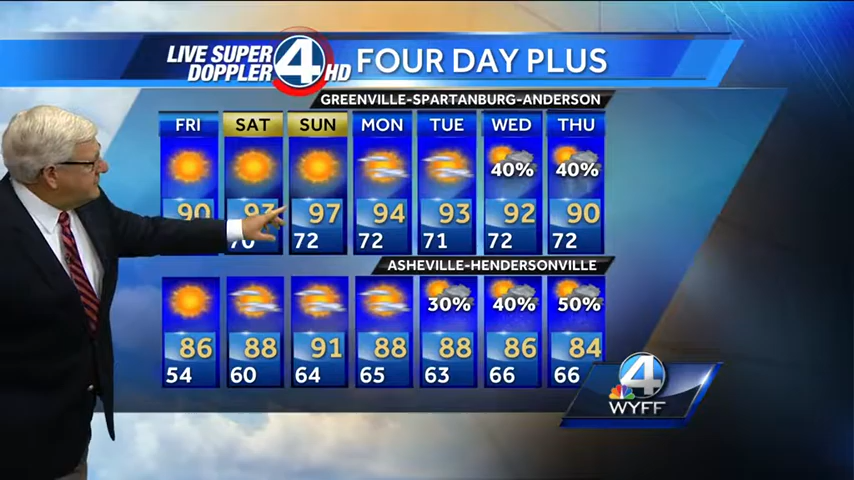 LIVE SUPER
DOPPLER 4 HD
FOUR DAY PLUS
GREENVILLE-SPARTANBURG-ANDERSON
FRI SAT SUN MON TUE WED THU
40% 40%
90 93 97 94 93 92 90
70 72 72 71 72 72
ASHEVILLE-HENDERSONVILLE
30% 40% 50%
86 88 91 88 88 86 84
54 60 64 65 63 66 66
4
WYFF